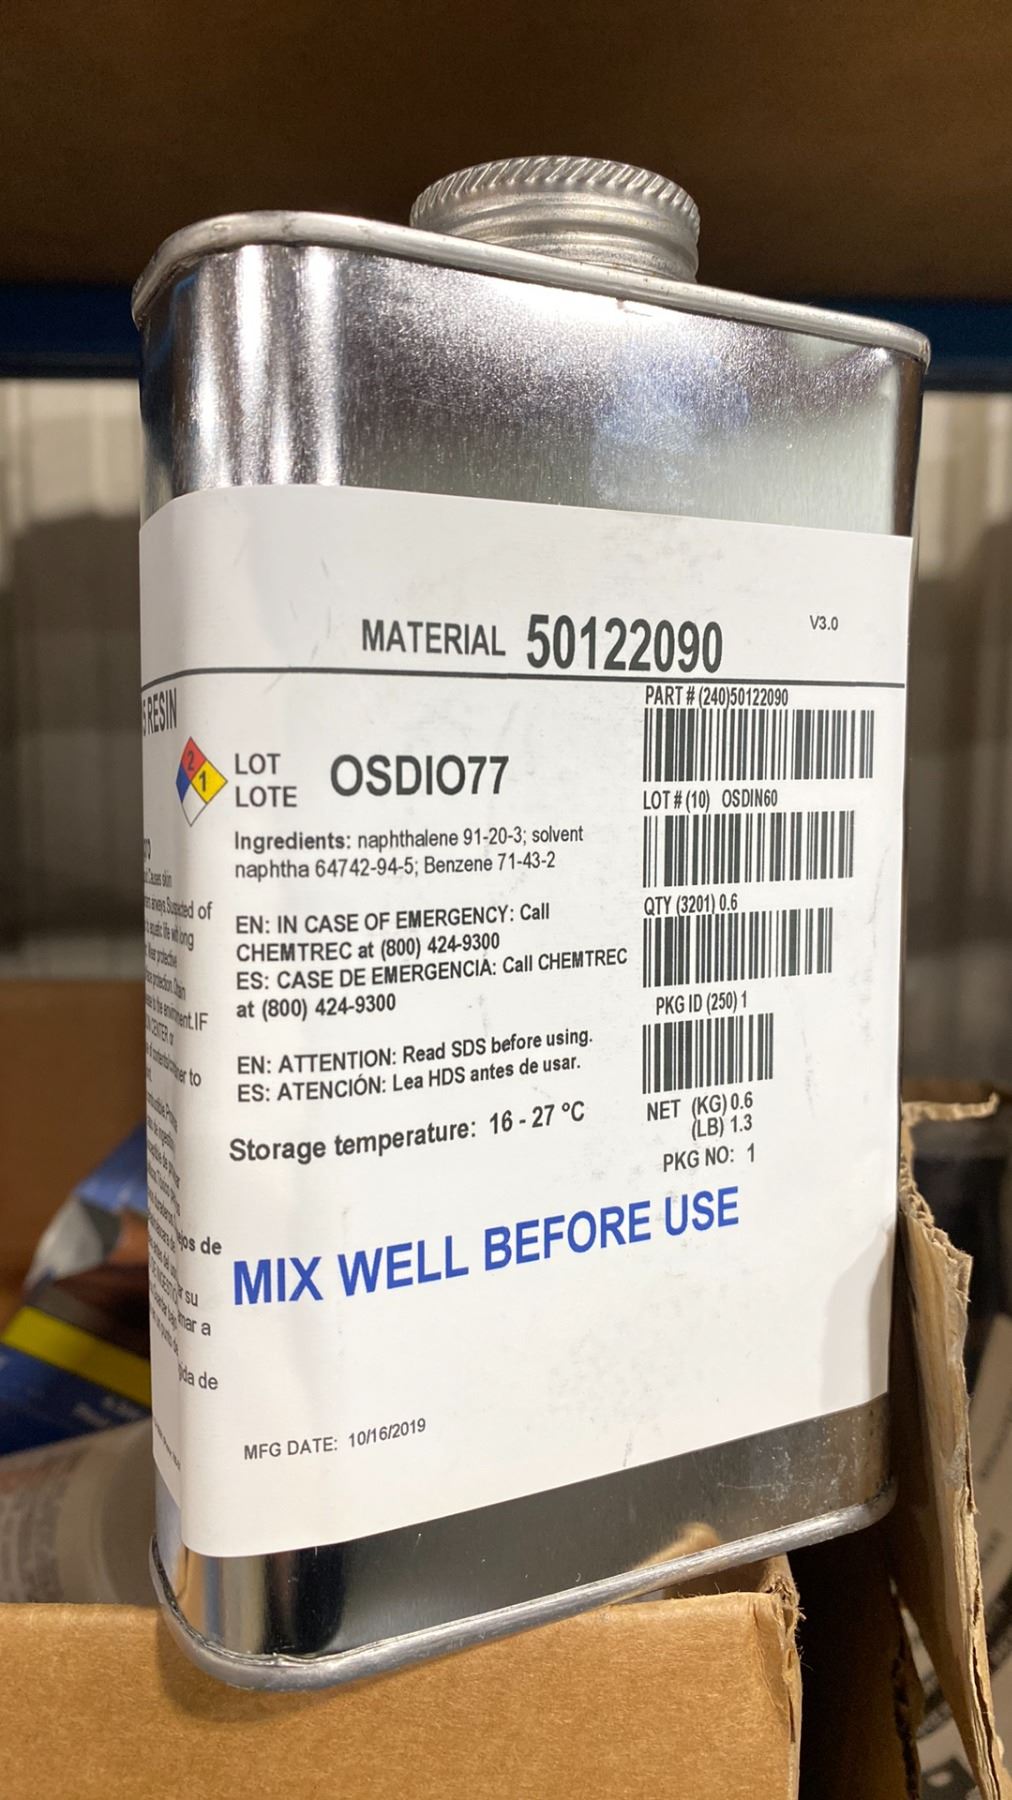 MATERIAL 50122090
V3.0
RESIN
2
1
LOT
LOTE
OSDIO77
Ingredients: naphthalene 91-20-3; solvent
naphtha 64742-94-5; Benzene 71-43-2
EN: IN CASE OF EMERGENCY: Call
CHEMTREC at (800) 424-9300
ES: CASE DE EMERGENCIA: Call CHEMTREC
at (800) 424-9300
EN: ATTENTION: Read SDS before using.
ES: ATENCIÓN: Lea HDS antes de usar.
Storage temperature: 16 - 27 °C
MIX WELL BEFORE USE
MFG DATE: 10/16/2019
PART # (240)50122090
LOT # (10) OSDIN60
QTY (3201) 0.6
PKG ID (250) 1
NET (KG) 0.6
(LB) 1.3
PKG NO: 1